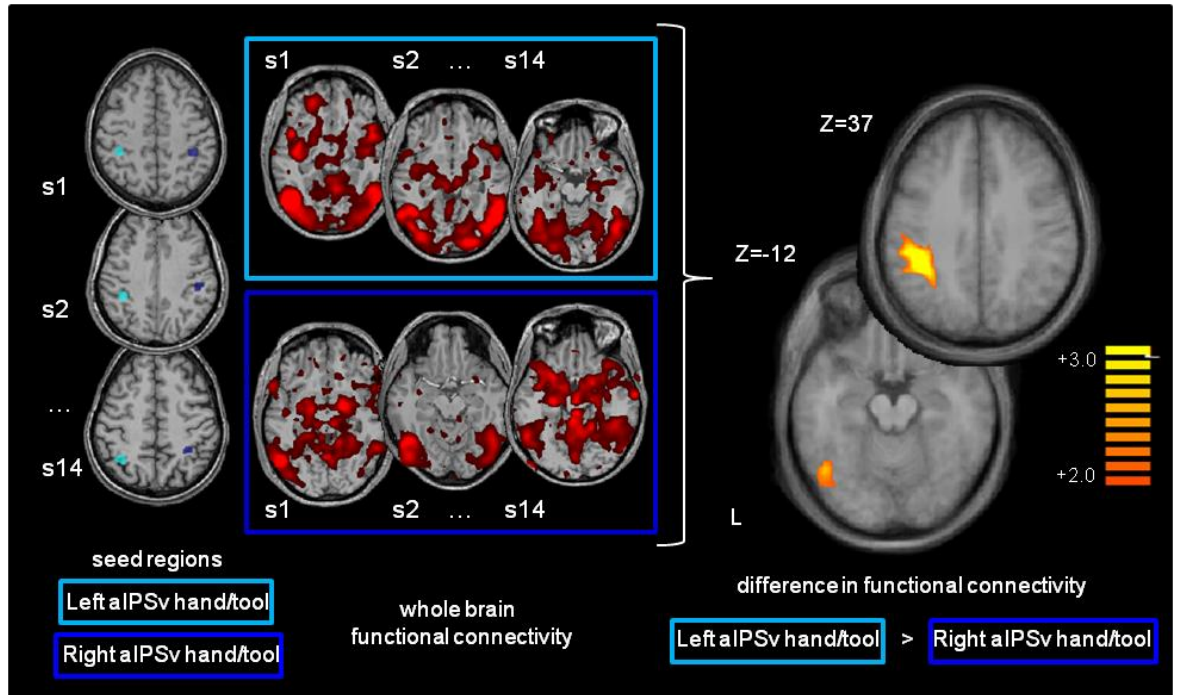 s1
s2
...
s14
seed regions
Left aIPSv hand/tool
Right aIPSv hand/tool
s1 s2 ... s14
s1 s2 ... s14
whole brain
functional connectivity
Z=37
Z=-12
+3.0
+2.0
L
difference in functional connectivity
Left aIPSv hand/tool > Right aIPSv hand/tool